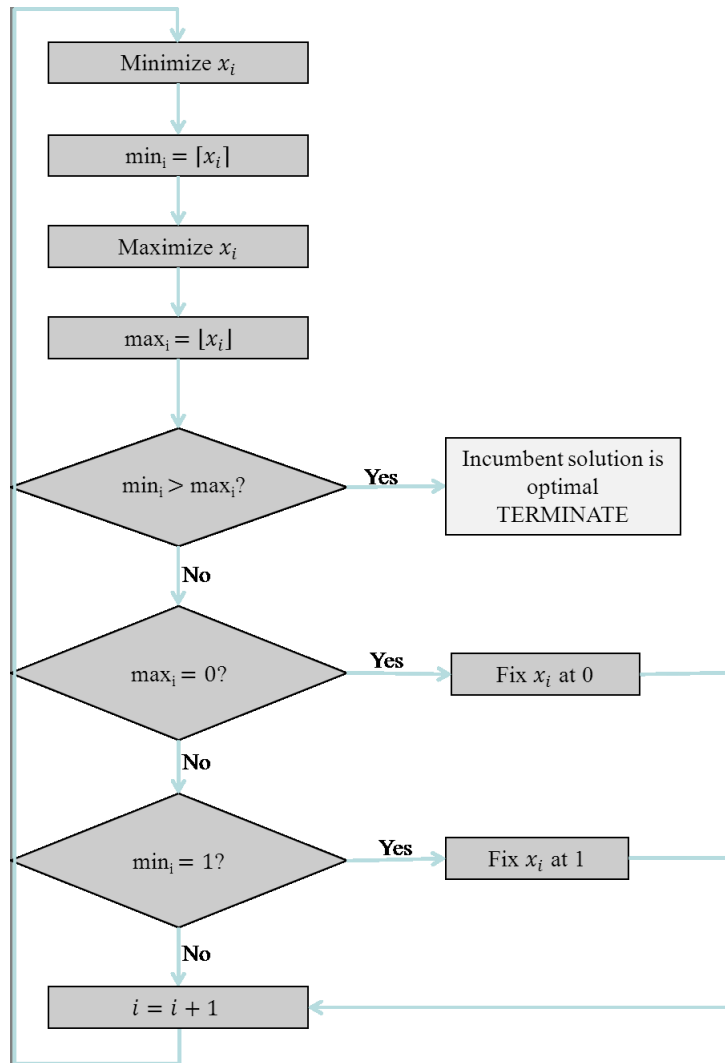 Minimize 𝑥ᵢ
minᵢ = ⌈𝑥ᵢ⌉
Maximize 𝑥ᵢ
maxᵢ = ⌊𝑥ᵢ⌋
minᵢ > maxᵢ?
Yes
Incumbent solution is
optimal
TERMINATE
No
maxᵢ = 0?
Yes
Fix 𝑥ᵢ at 0
No
minᵢ = 1?
Yes
Fix 𝑥ᵢ at 1
No
𝑖 = 𝑖 + 1